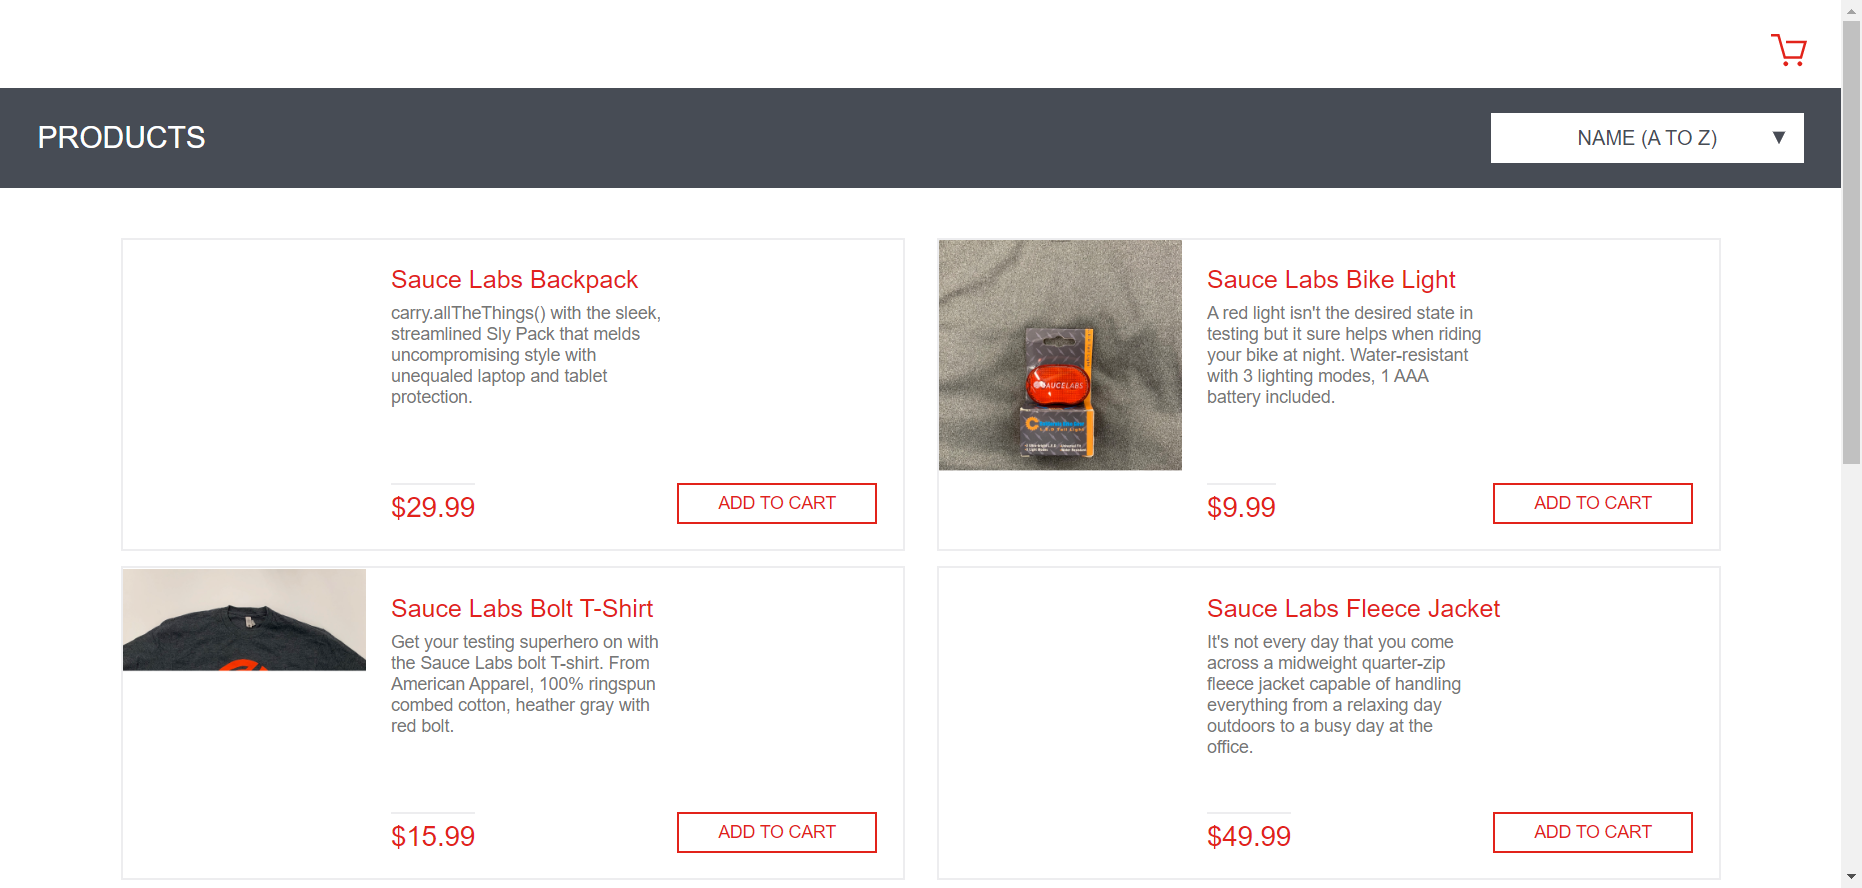 PRODUCTS
NAME (A TO Z)
Sauce Labs Backpack
carry.allTheThings() with the sleek,
streamlined Sly Pack that melds
uncompromising style with
unequaled laptop and tablet
protection.
$29.99
ADD TO CART
SAUCELABS
Sauce Labs Bike Light
A red light isn't the desired state in
testing but it sure helps when riding
your bike at night. Water-resistant
with 3 lighting modes, 1 AAA
battery included.
$9.99
ADD TO CART
Sauce Labs Bolt T-Shirt
Get your testing superhero on with
the Sauce Labs bolt T-shirt. From
American Apparel, 100% ringspun
combed cotton, heather gray with
red bolt.
$15.99
ADD TO CART
Sauce Labs Fleece Jacket
It's not every day that you come
across a midweight quarter-zip
fleece jacket capable of handling
everything from a relaxing day
outdoors to a busy day at the
office.
$49.99
ADD TO CART